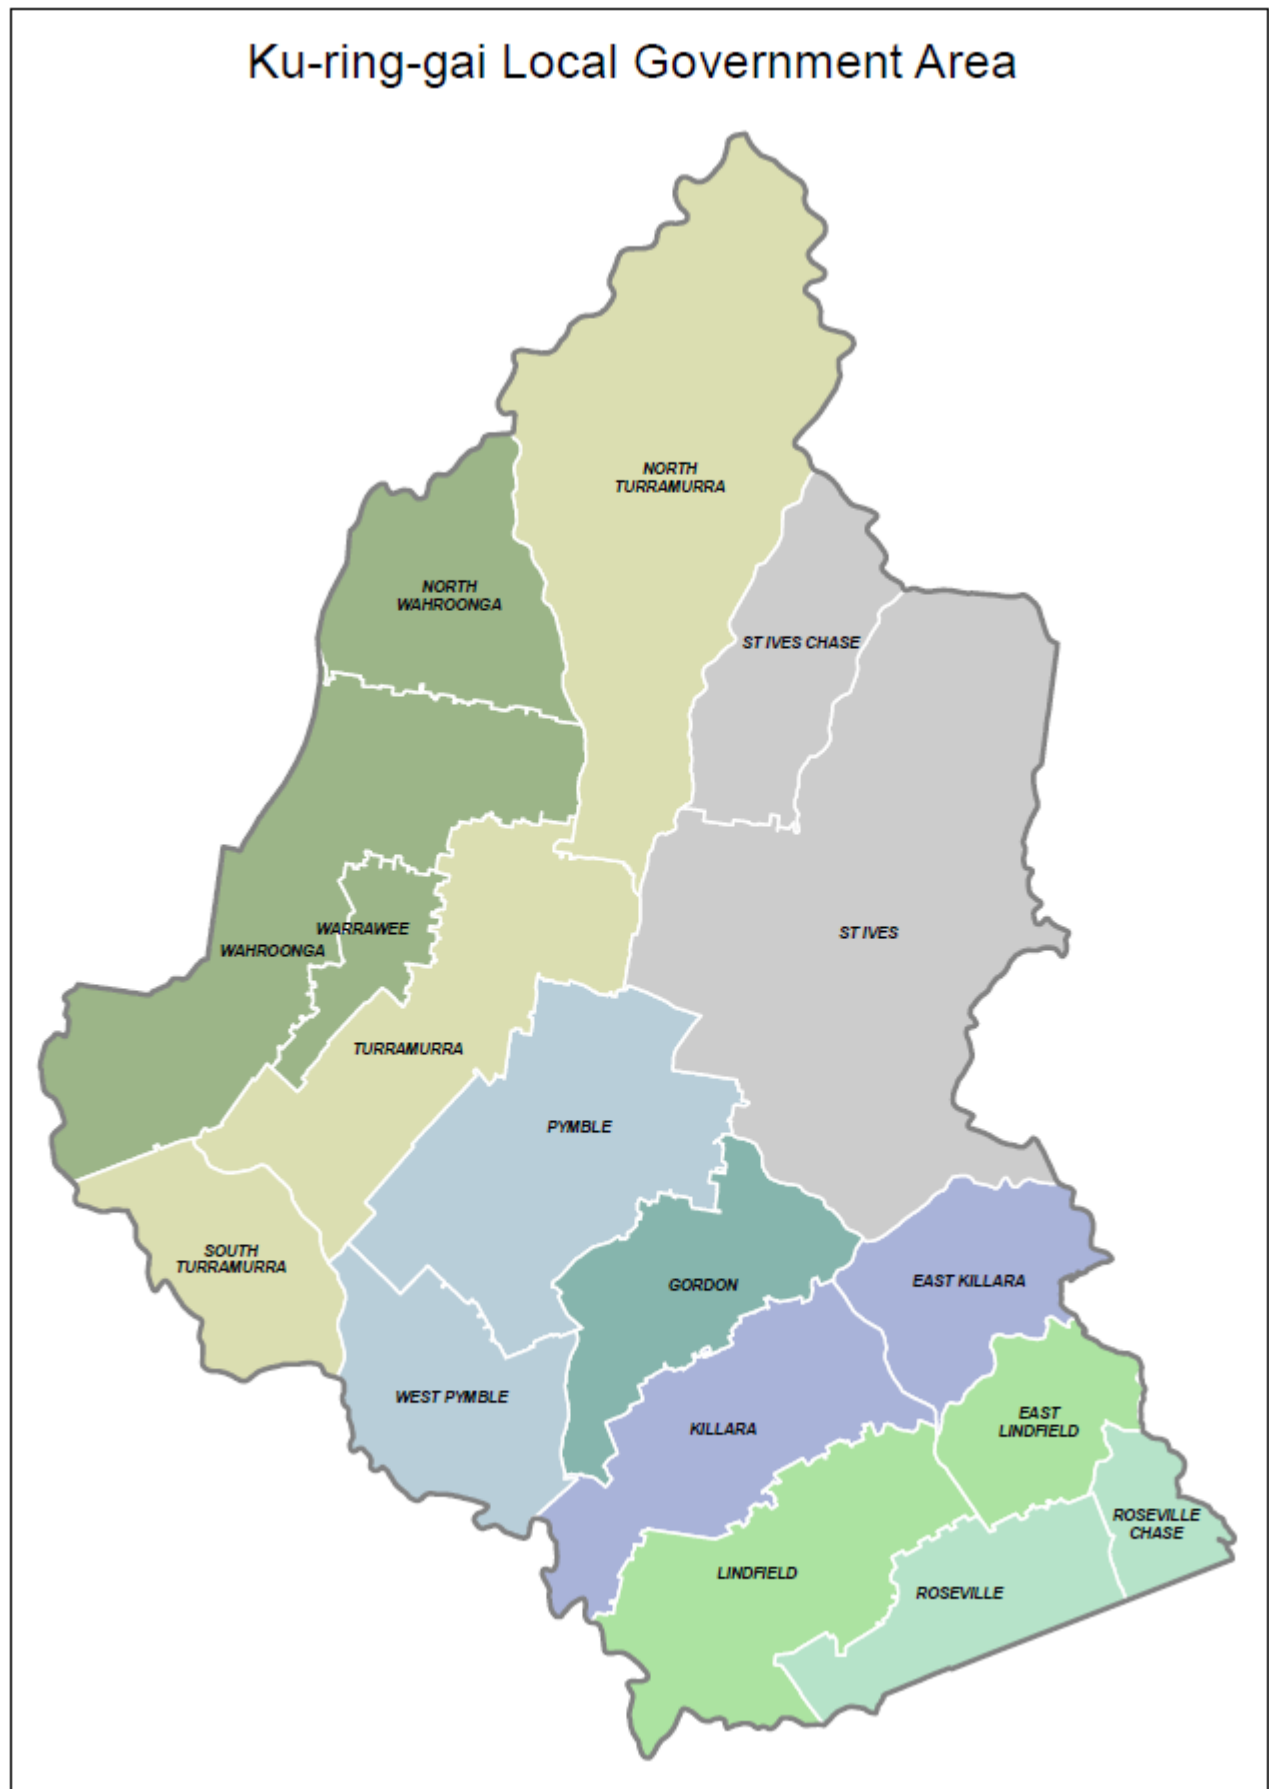 Ku-ring-gai Local Government Area
NORTH
TURRAMURRA
NORTH
WAHROONGA
ST IVES CHASE
WARRAWEE
ST IVES
WAHROONGA
TURRAMURRA
PYMBLE
SOUTH
TURRAMURRA
GORDON
EAST KILLARA
WEST PYMBLE
KILLARA
EAST
LINDFIELD
ROSEVILLE
CHASE
LINDFIELD
ROSEVILLE